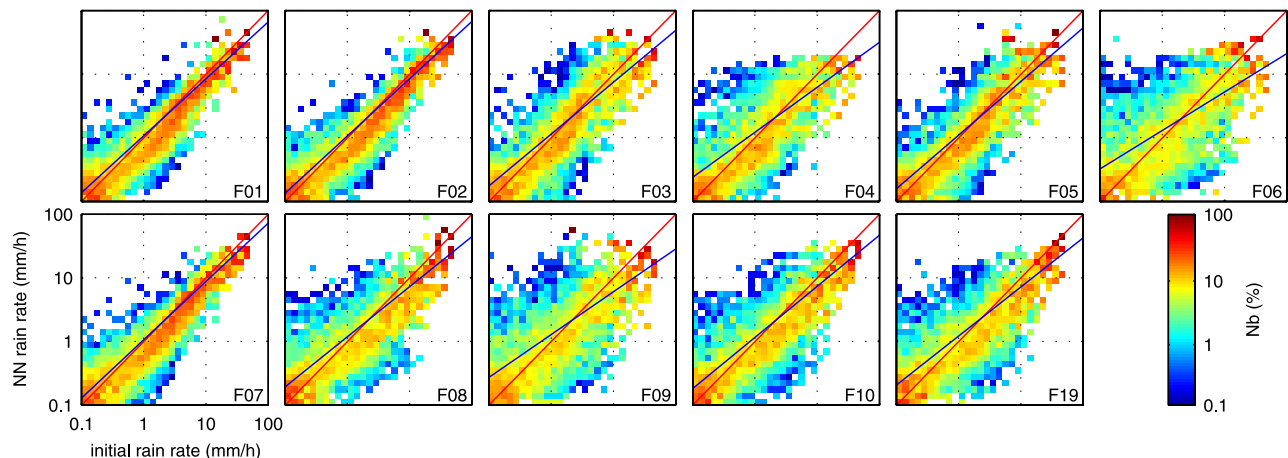 F01 F02 F03 F04 F05 F06
100
10
1
0.1
NN rain rate (mm/h)
F07 F08 F09 F10 F19
0.1 1 10 100
initial rain rate (mm/h)
100
10
1
0.1
Nb (%)